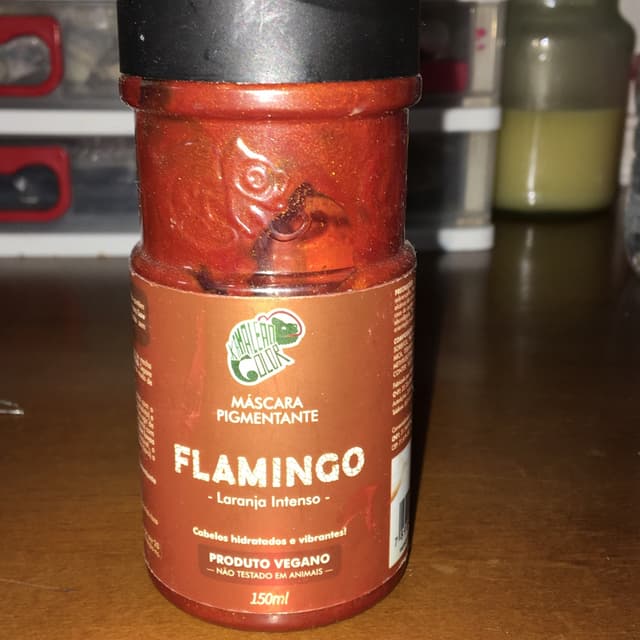 KAMALEÃO
COLOR
MÁSCARA
PIGMENTANTE
FLAMINGO
- Laranja Intenso -
Cabelos hidratados e vibrantes!
PRODUTO VEGANO
— NÃO TESTADO EM ANIMAIS —
150ml